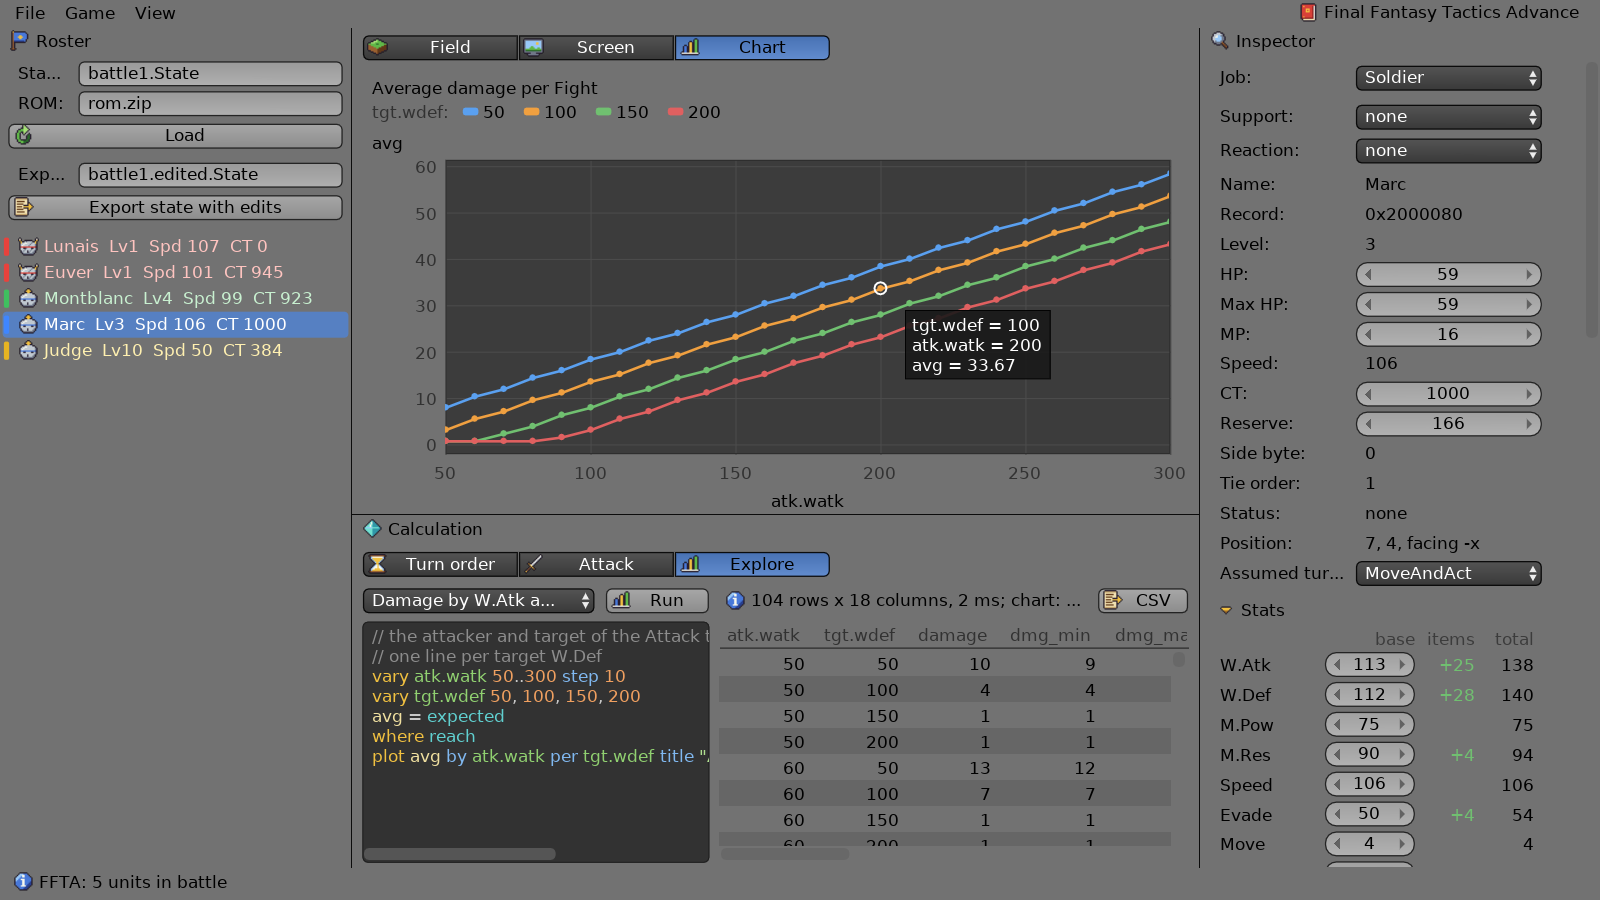 File Game View
Final Fantasy Tactics Advance
Roster
Sta... battle1.State
ROM: rom.zip
Load
Exp... battle1.edited.State
Export state with edits
Lunais Lv1 Spd 107 CT 0
Euver Lv1 Spd 101 CT 945
Montblanc Lv4 Spd 99 CT 923
Marc Lv3 Spd 106 CT 1000
Judge Lv10 Spd 50 CT 384
Field Screen Chart
Average damage per Fight
tgt.wdef: 50 100 150 200
avg
60
50
40
30
20
10
0
50 100 150 200 250 300
atk.watk
tgt.wdef = 100
atk.watk = 200
avg = 33.67
Calculation
Turn order Attack Explore
Damage by W.Atk a... Run
104 rows x 18 columns, 2 ms; chart: ... CSV
// the attacker and target of the Attack t
// one line per target W.Def
vary atk.watk 50..300 step 10
vary tgt.wdef 50, 100, 150, 200
avg = expected
where reach
plot avg by atk.watk per tgt.wdef title "
atk.watk tgt.wdef damage dmg_min dmg_ma
50 50 10 9
50 100 4 4
50 150 1 1
50 200 1 1
60 50 13 12
60 100 7 7
60 150 1 1
60 200 1 1
Inspector
Job: Soldier
Support: none
Reaction: none
Name: Marc
Record: 0x2000080
Level: 3
HP: 59
Max HP: 59
MP: 16
Speed: 106
CT: 1000
Reserve: 166
Side byte: 0
Tie order: 1
Status: none
Position: 7, 4, facing -x
Assumed tur... MoveAndAct
Stats
base items total
W.Atk 113 +25 138
W.Def 112 +28 140
M.Pow 75 75
M.Res 90 +4 94
Speed 106 106
Evade 50 +4 54
Move 4 4
FFTA: 5 units in battle